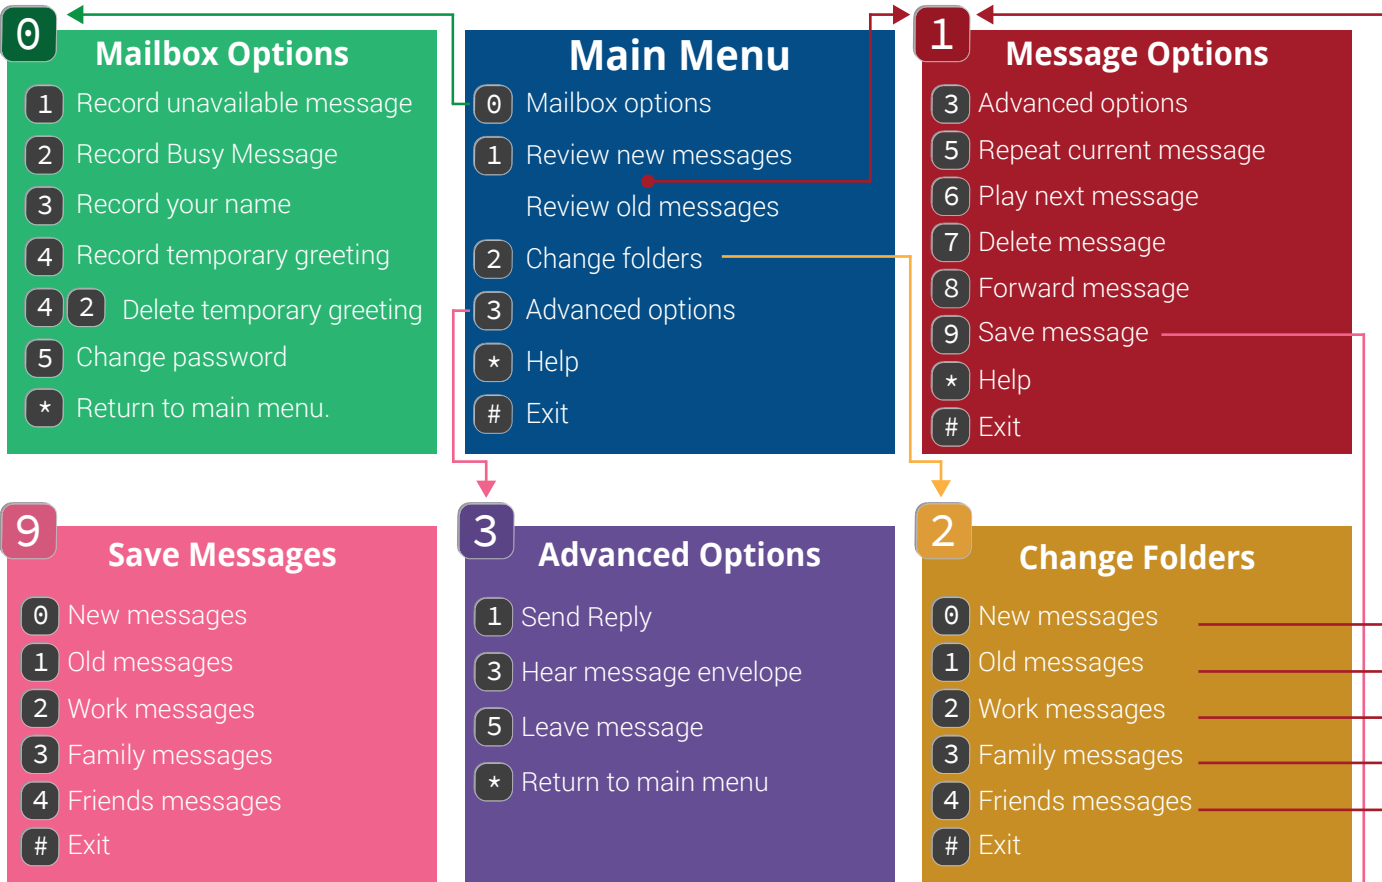 0
Mailbox Options
1 Record unavailable message
2 Record Busy Message
3 Record your name
4 Record temporary greeting
4 2 Delete temporary greeting
5 Change password
* Return to main menu.
Main Menu
0 Mailbox options
1 Review new messages
Review old messages
2 Change folders
3 Advanced options
* Help
# Exit
1
Message Options
3 Advanced options
5 Repeat current message
6 Play next message
7 Delete message
8 Forward message
9 Save message
* Help
# Exit
9
Save Messages
0 New messages
1 Old messages
2 Work messages
3 Family messages
4 Friends messages
# Exit
3
Advanced Options
1 Send Reply
3 Hear message envelope
5 Leave message
* Return to main menu
2
Change Folders
0 New messages
1 Old messages
2 Work messages
3 Family messages
4 Friends messages
# Exit